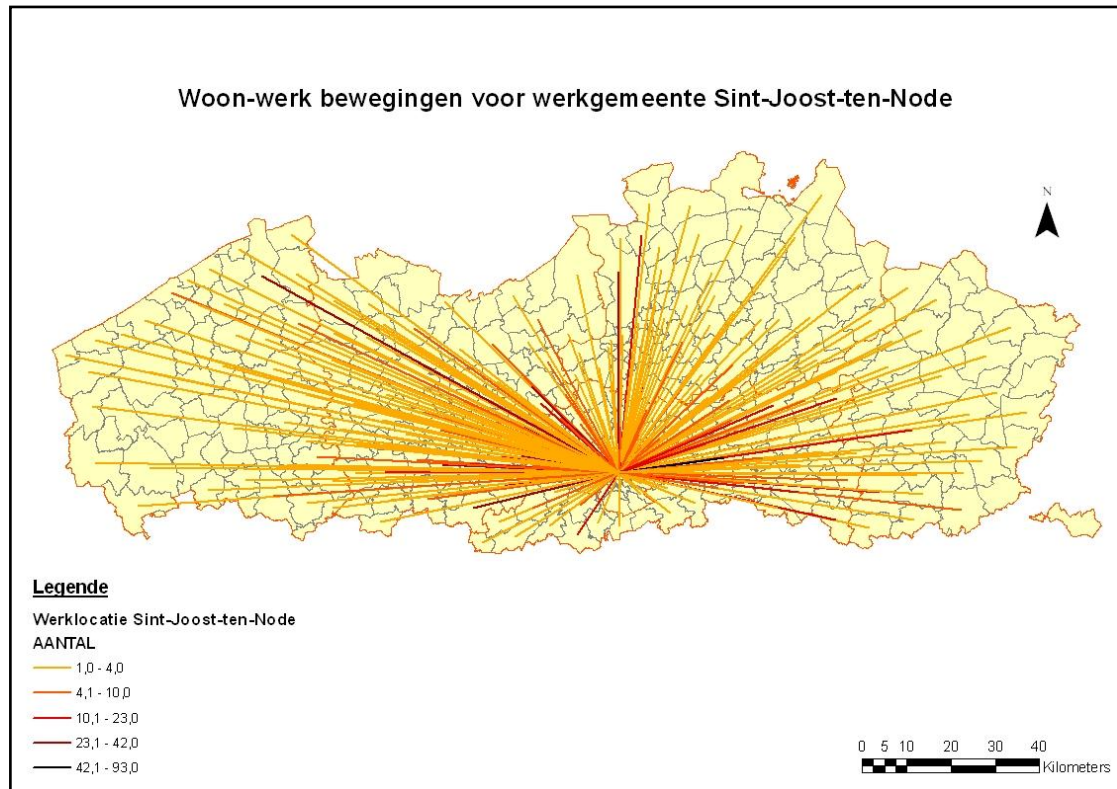 Woon-werk bewegingen voor werkgemeente Sint-Joost-ten-Node
N
Legende
Werklocatie Sint-Joost-ten-Node
AANTAL
1,0 - 4,0
4,1 - 10,0
10,1 - 23,0
23,1 - 42,0
42,1 - 93,0
0 5 10 20 30 40
Kilometers